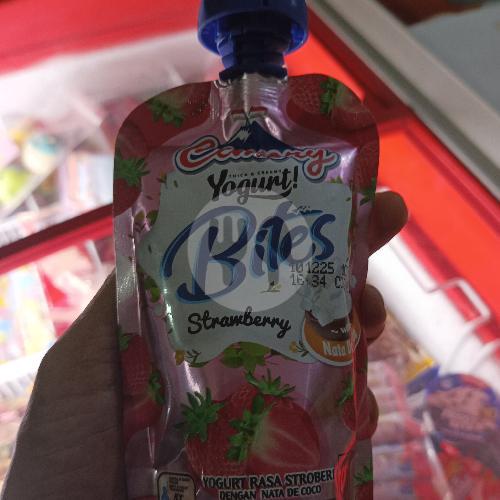 Cimory
THICK & CREAMY
Yogurt!
Bites
101225
16:34 C
Strawberry
Nata
YOGURT RASA STROBERI
DENGAN NATA DE COCO